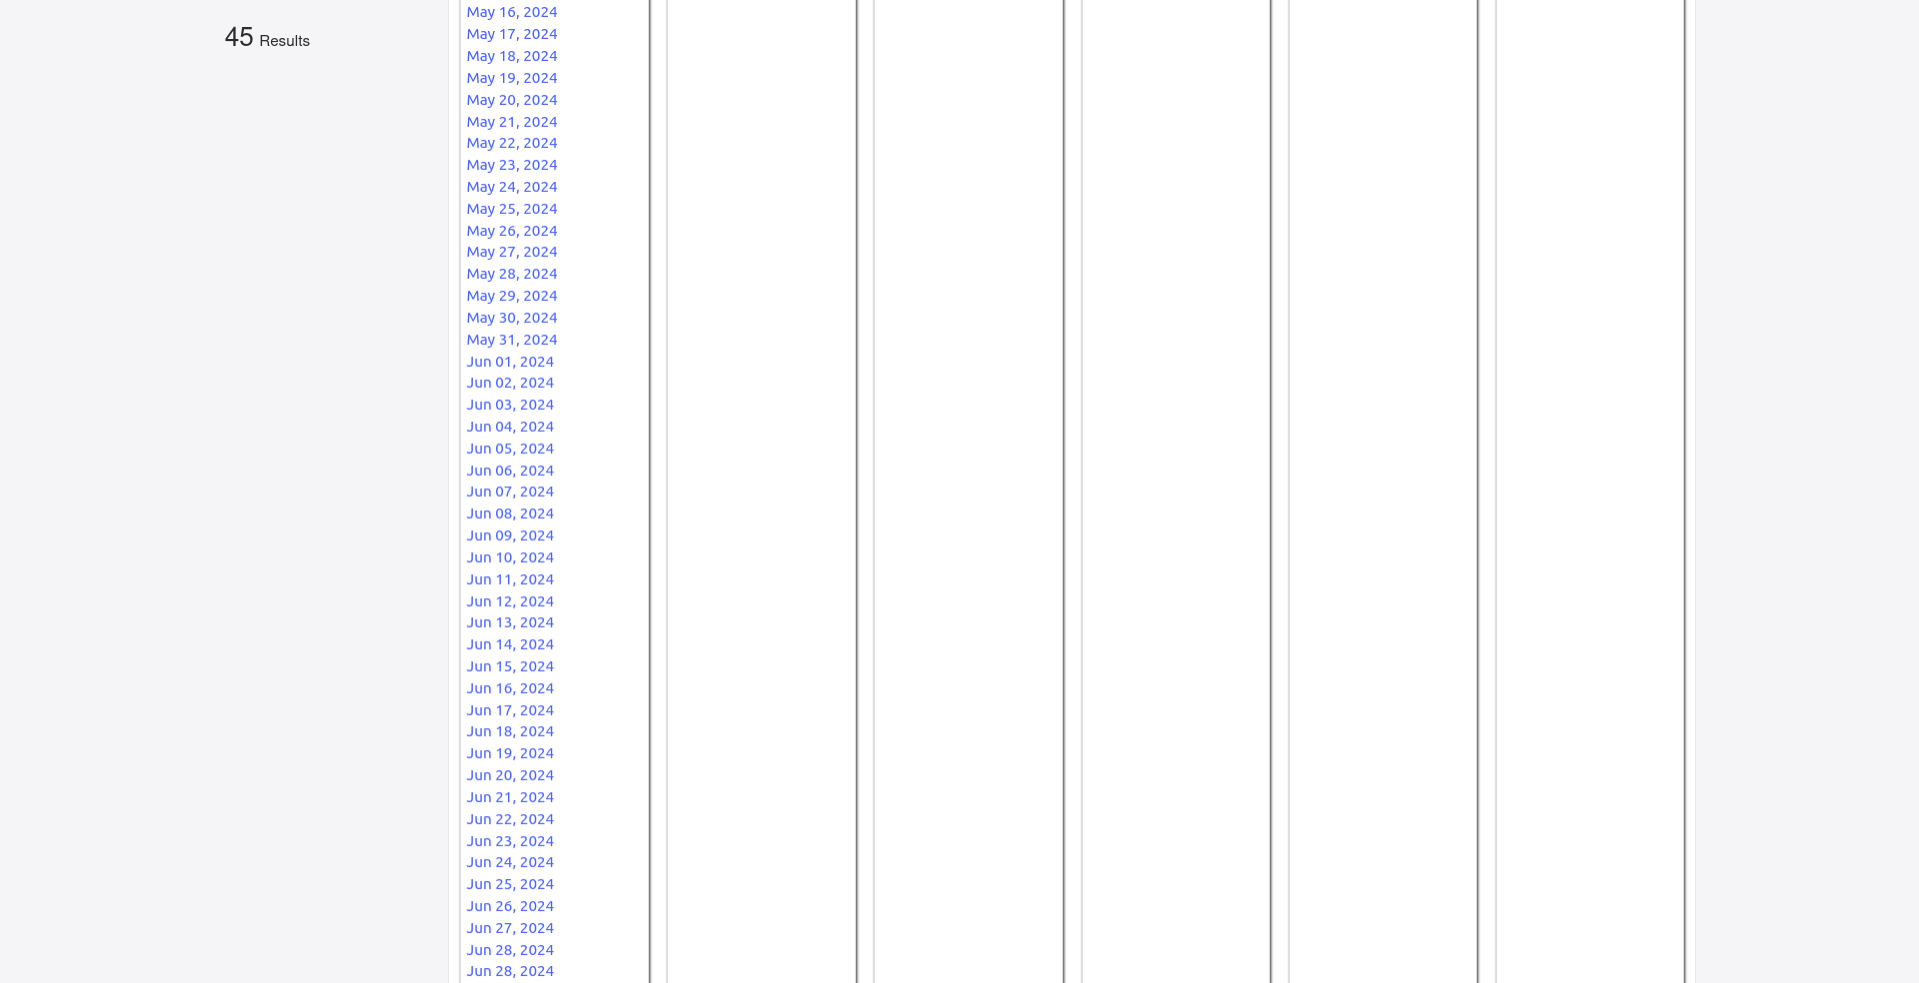 45 Results
May 16, 2024
May 17, 2024
May 18, 2024
May 19, 2024
May 20, 2024
May 21, 2024
May 22, 2024
May 23, 2024
May 24, 2024
May 25, 2024
May 26, 2024
May 27, 2024
May 28, 2024
May 29, 2024
May 30, 2024
May 31, 2024
Jun 01, 2024
Jun 02, 2024
Jun 03, 2024
Jun 04, 2024
Jun 05, 2024
Jun 06, 2024
Jun 07, 2024
Jun 08, 2024
Jun 09, 2024
Jun 10, 2024
Jun 11, 2024
Jun 12, 2024
Jun 13, 2024
Jun 14, 2024
Jun 15, 2024
Jun 16, 2024
Jun 17, 2024
Jun 18, 2024
Jun 19, 2024
Jun 20, 2024
Jun 21, 2024
Jun 22, 2024
Jun 23, 2024
Jun 24, 2024
Jun 25, 2024
Jun 26, 2024
Jun 27, 2024
Jun 28, 2024
Jun 28, 2024